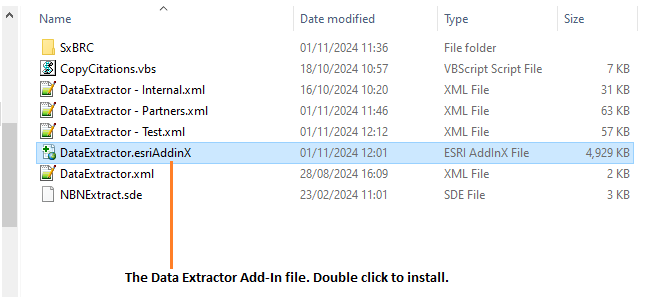 Name Date modified Type Size
SxBRC 01/11/2024 11:36 File folder
CopyCitations.vbs 18/10/2024 10:57 VBScript Script File 7 KB
DataExtractor - Internal.xml 16/10/2024 10:20 XML File 31 KB
DataExtractor - Partners.xml 01/11/2024 11:46 XML File 63 KB
DataExtractor - Test.xml 01/11/2024 12:12 XML File 57 KB
DataExtractor.esriAddinX 01/11/2024 12:01 ESRI AddInX File 4,929 KB
DataExtractor.xml 28/08/2024 16:09 XML File 2 KB
NBNExtract.sde 23/02/2024 11:01 SDE File 3 KB
The Data Extractor Add-In file. Double click to install.